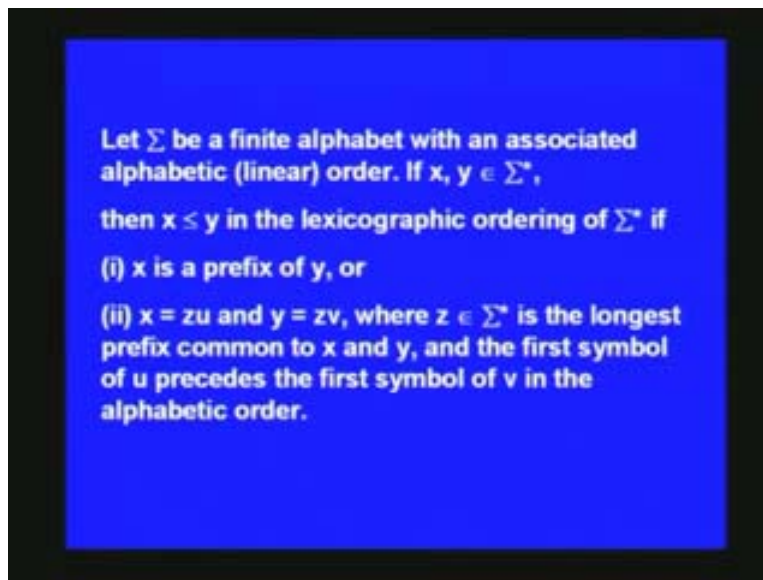 Let Σ be a finite alphabet with an associated
alphabetic (linear) order. If x, y ∈ Σ*,
then x ≤ y in the lexicographic ordering of Σ* if
(i) x is a prefix of y, or
(ii) x = zu and y = zv, where z ∈ Σ* is the longest
prefix common to x and y, and the first symbol
of u precedes the first symbol of v in the
alphabetic order.